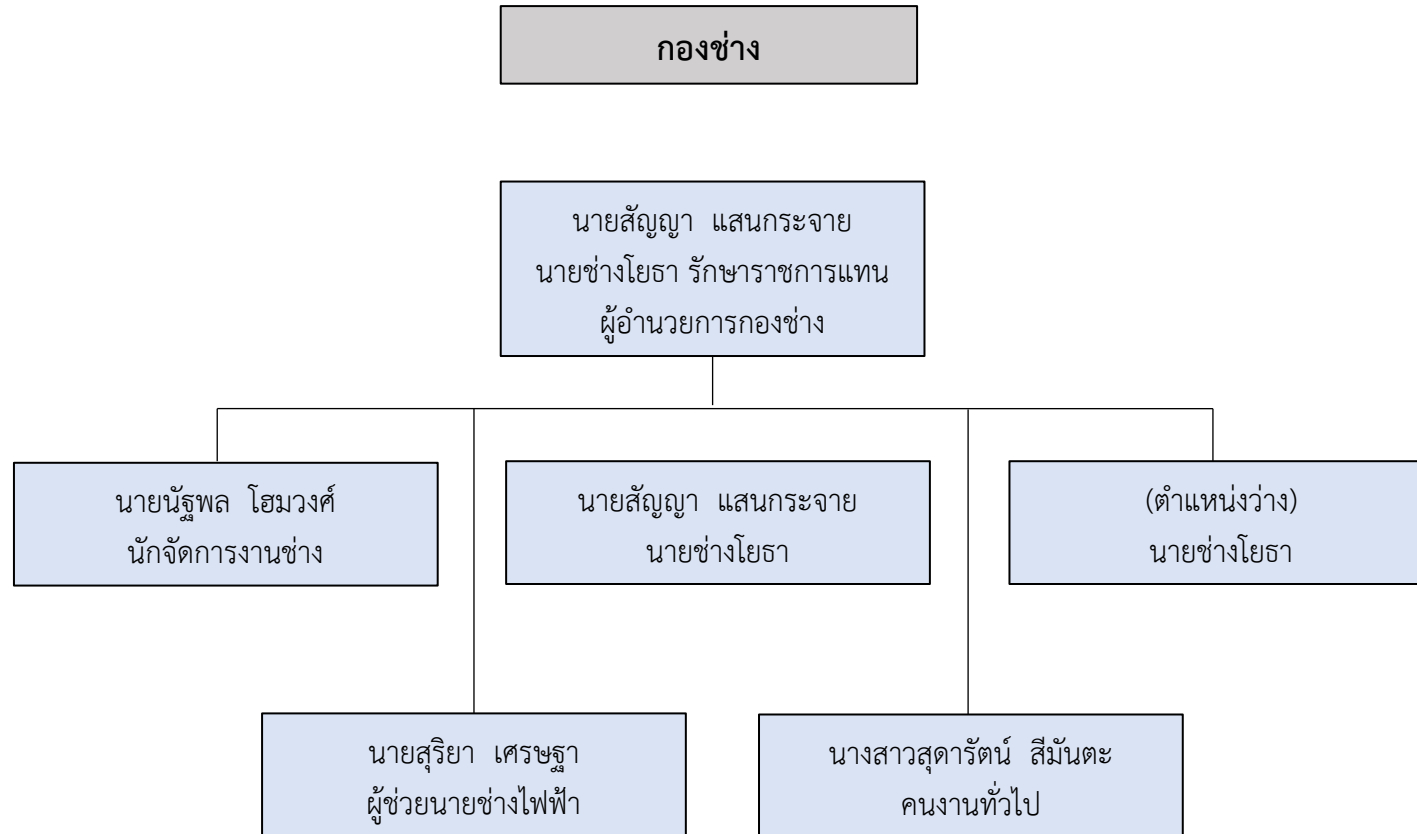 กองช่าง
นายสัญญา แสนกระจาย
นายช่างโยธา รักษาราชการแทน
ผู้อำนวยการกองช่าง
นายนัฐพล โฮมวงศ์
นักจัดการงานช่าง
นายสัญญา แสนกระจาย
นายช่างโยธา
(ตำแหน่งว่าง)
นายช่างโยธา
นายสุริยา เศรษฐา
ผู้ช่วยนายช่างไฟฟ้า
นางสาวสุดารัตน์ สีมันตะ
คนงานทั่วไป